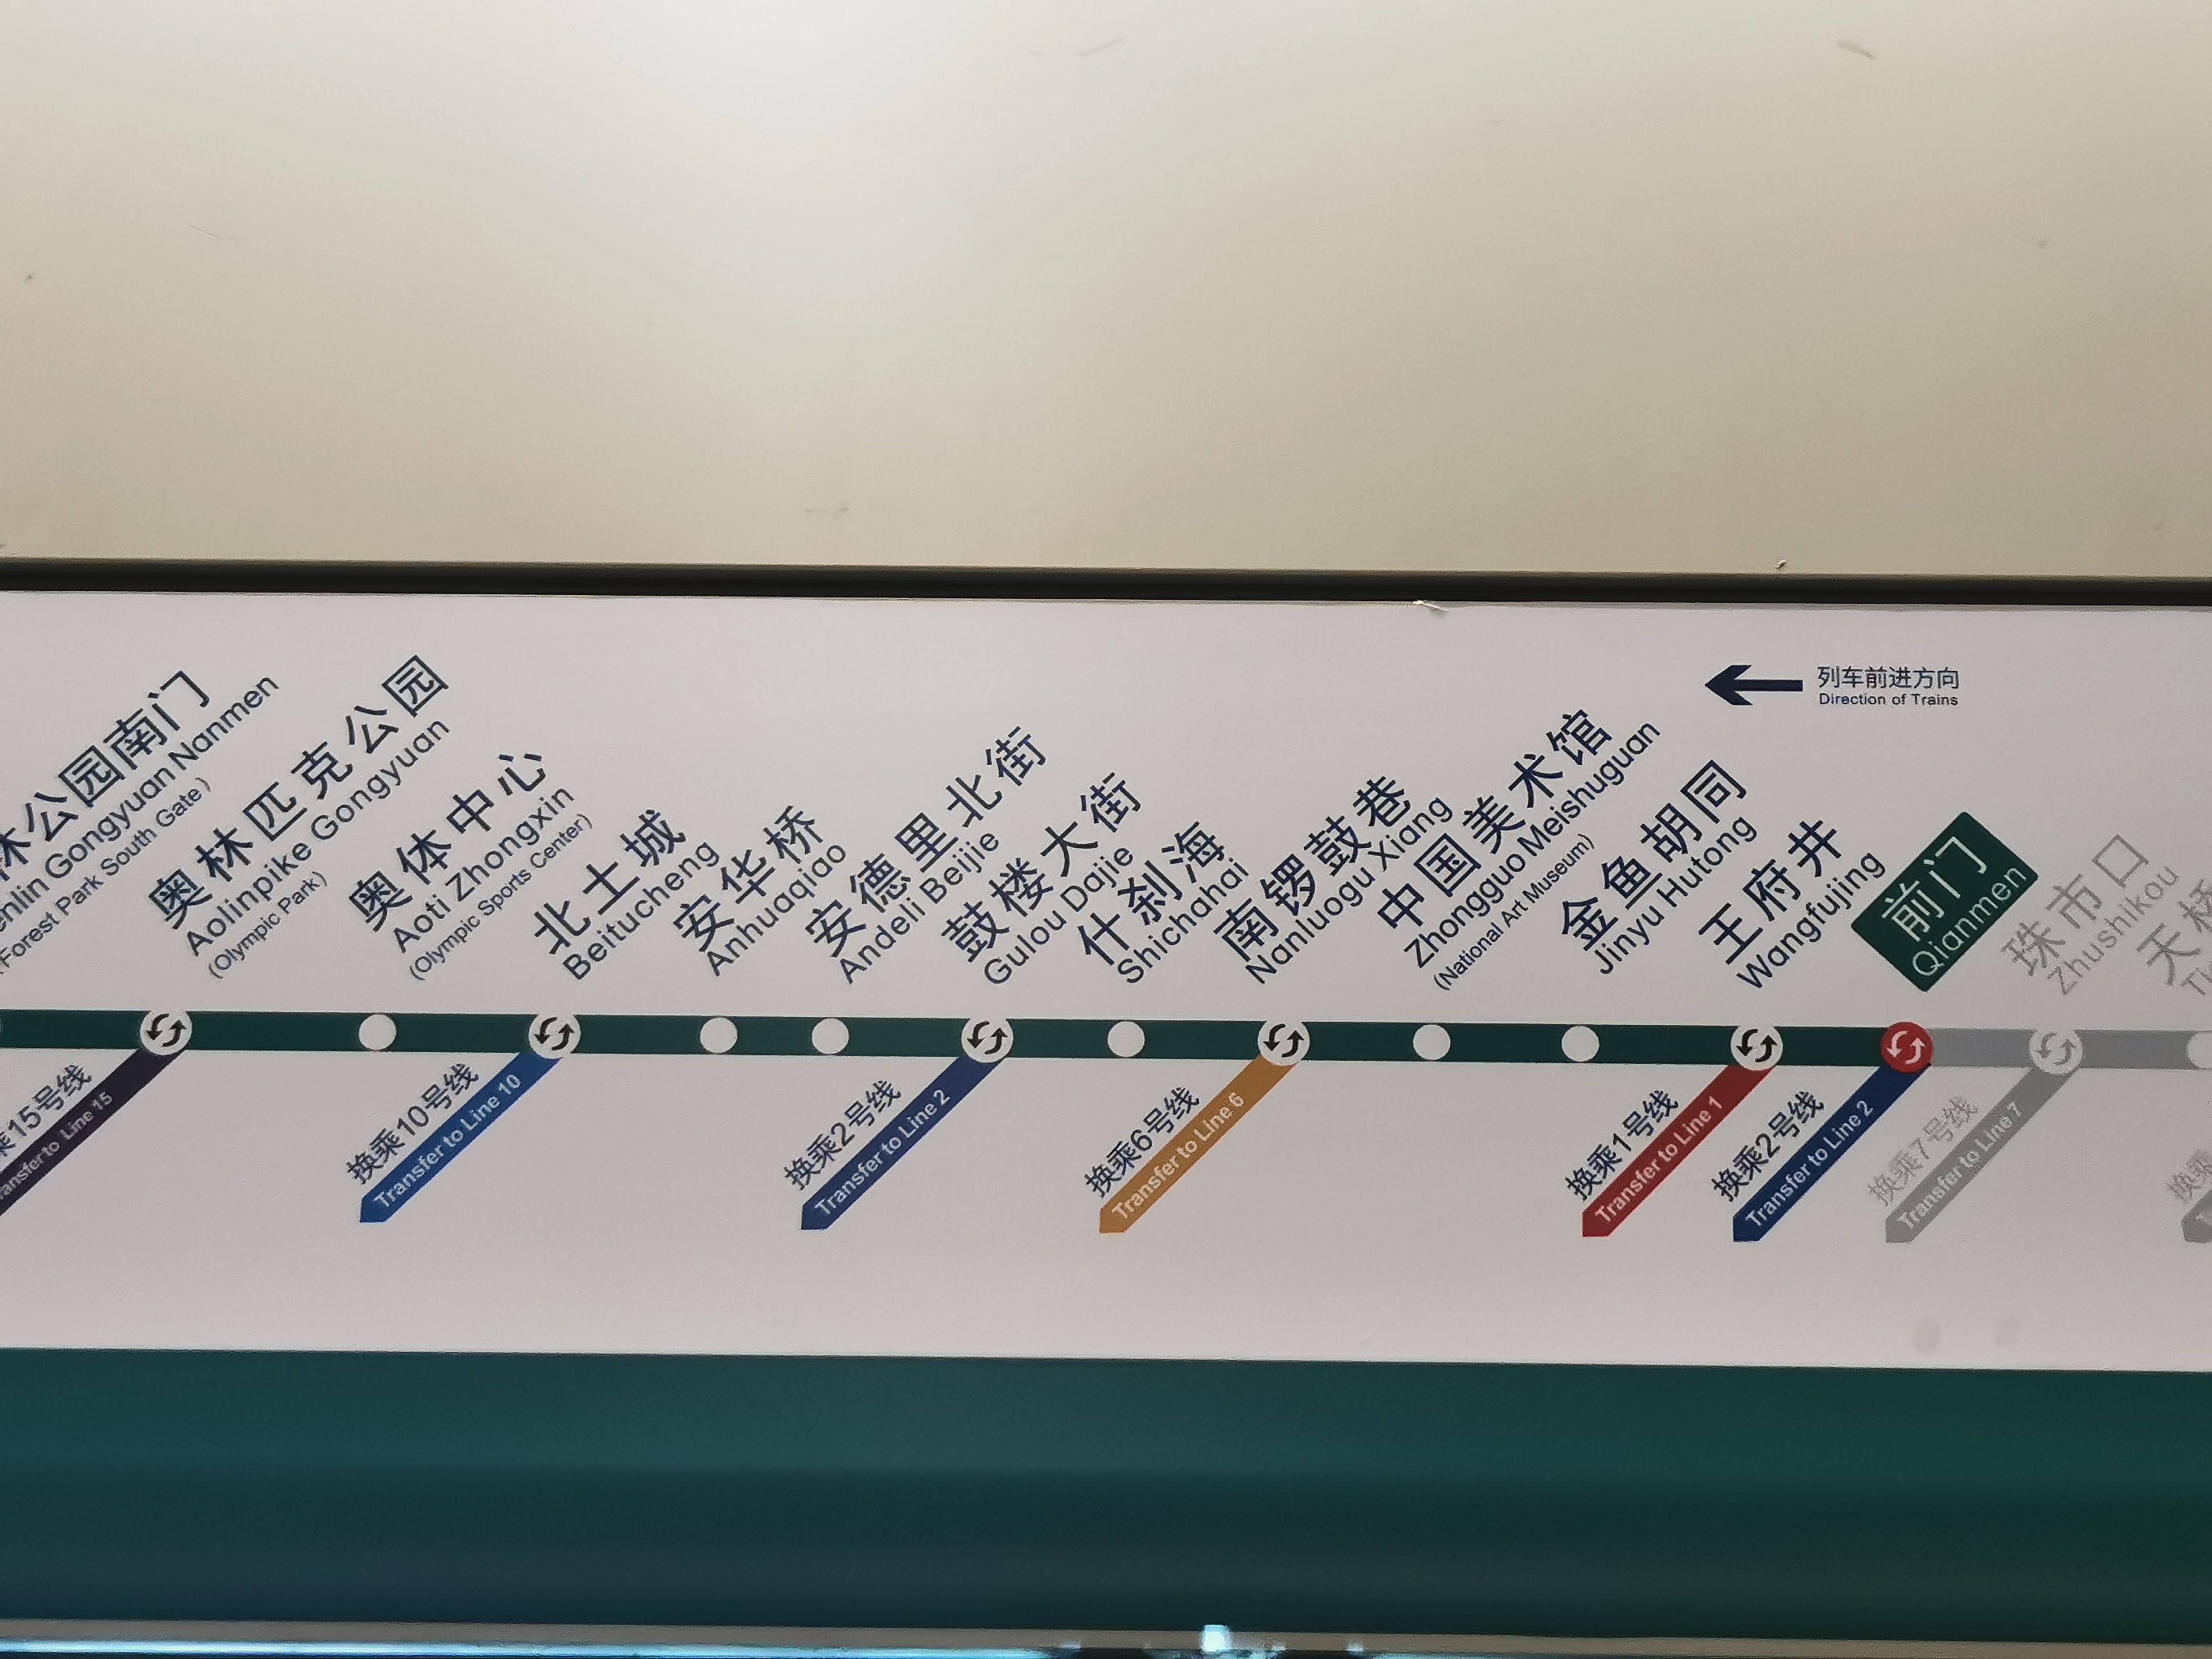 列车前进方向
Direction of Trains
林公园南门
Gongyuan Nanmen
Forest Park South Gate)
奥林匹克公园
Aolinpike Gongyuan
(Olympic Park)
奥体中心
Aoti Zhongxin
(Olympic Sports Center)
北土城
Beitucheng
安华桥
Anhuaqiao
安德里北街
Andeli Beijie
鼓楼大街
Gulou Dajie
什刹海
Shichahai
南锣鼓巷
Nanluogu Xiang
中国美术馆
Zhongguo Meishuguan
(National Art Museum)
金鱼胡同
Jinyu Hutong
王府井
Wangfujing
前门
Qianmen
珠市口
Zhushikou
天桥
乘15号线
Transfer to Line 15
换乘10号线
Transfer to Line 10
换乘2号线
Transfer to Line 2
换乘6号线
Transfer to Line 6
换乘1号线
Transfer to Line 1
换乘2号线
Transfer to Line 2
换乘7号线
Transfer to Line 7
换乘